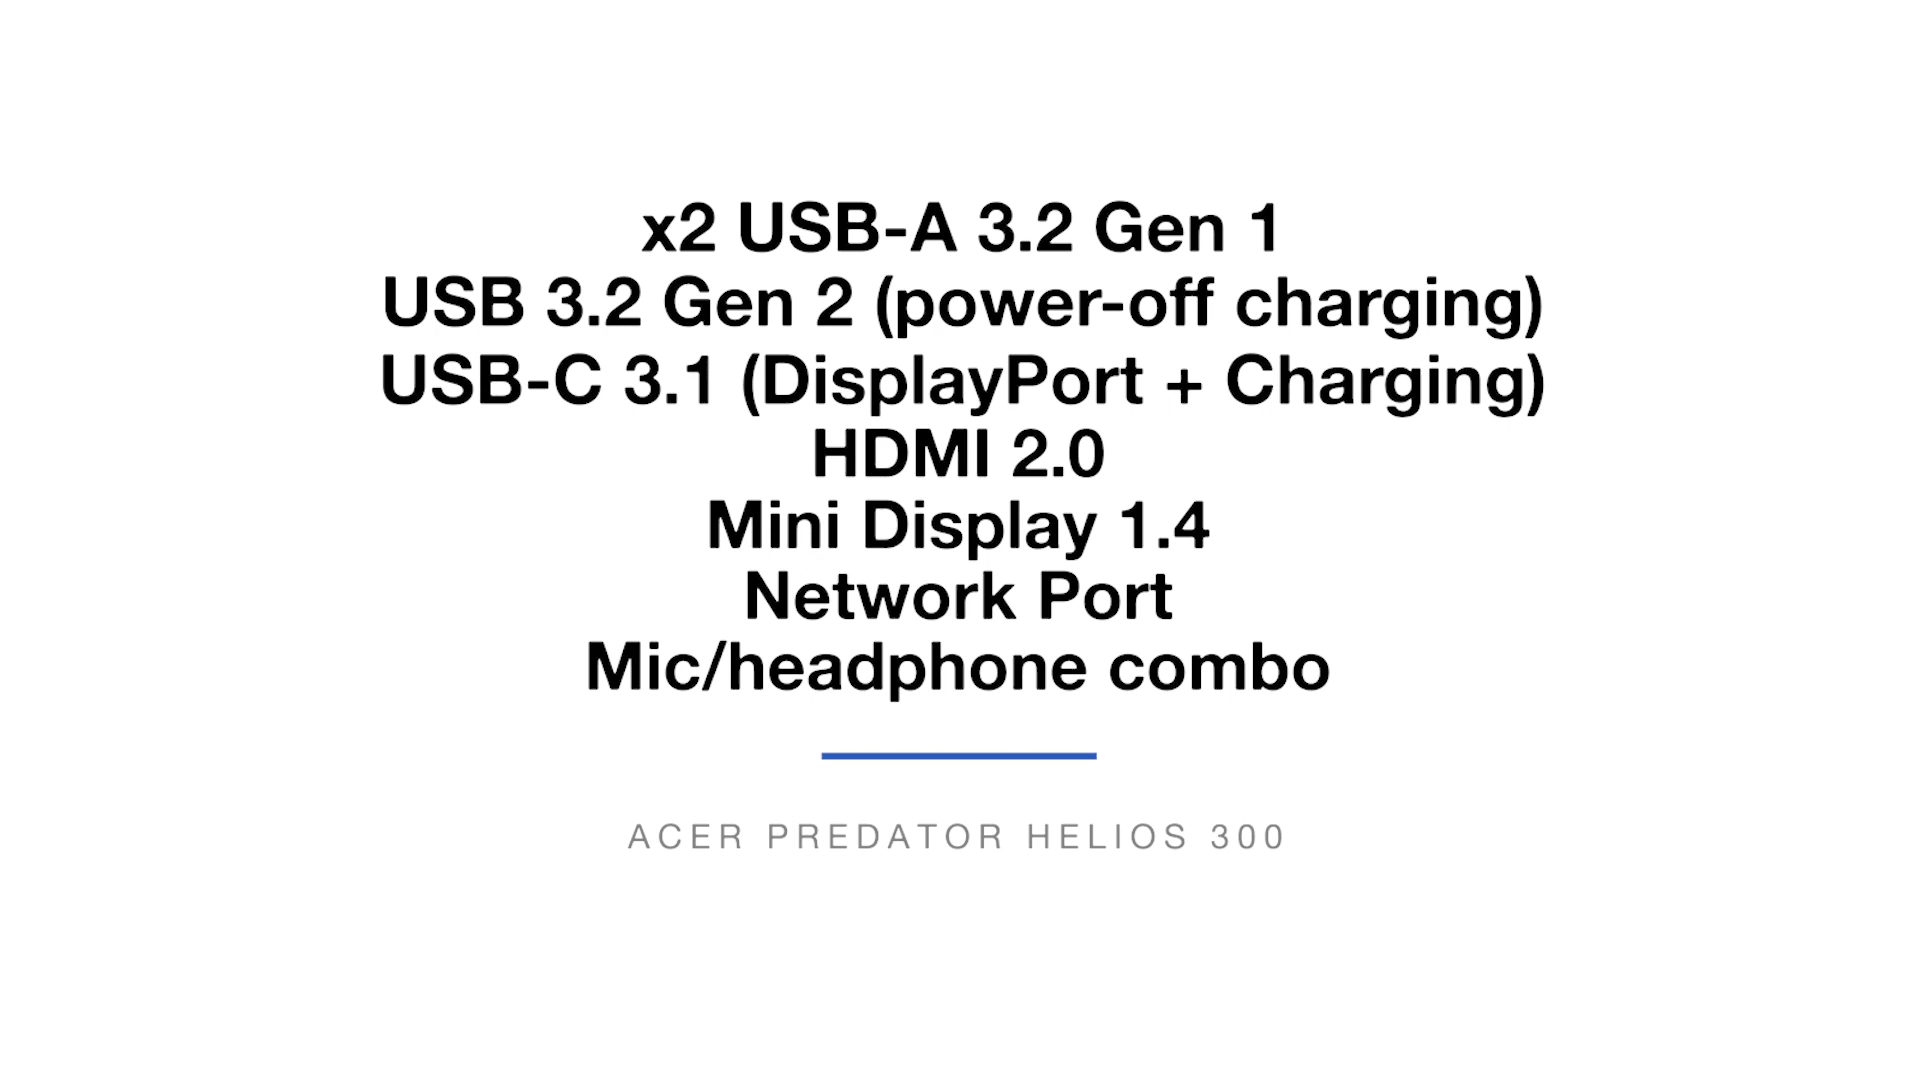 x2 USB-A 3.2 Gen 1
USB 3.2 Gen 2 (power-off charging)
USB-C 3.1 (DisplayPort + Charging)
HDMI 2.0
Mini Display 1.4
Network Port
Mic/headphone combo
ACER PREDATOR HELIOS 300